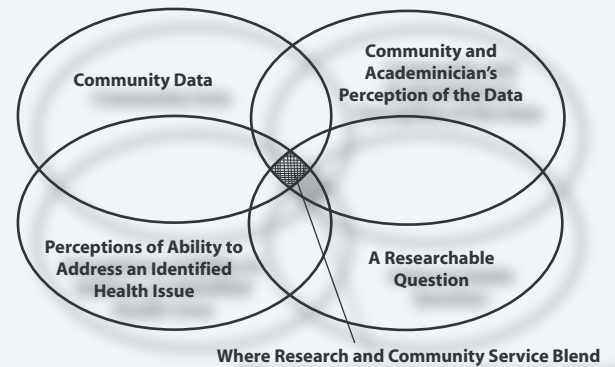 Community Data
Community and
Academinician's
Perception of the Data
Perceptions of Ability to
Address an Identified
Health Issue
A Researchable
Question
Where Research and Community Service Blend